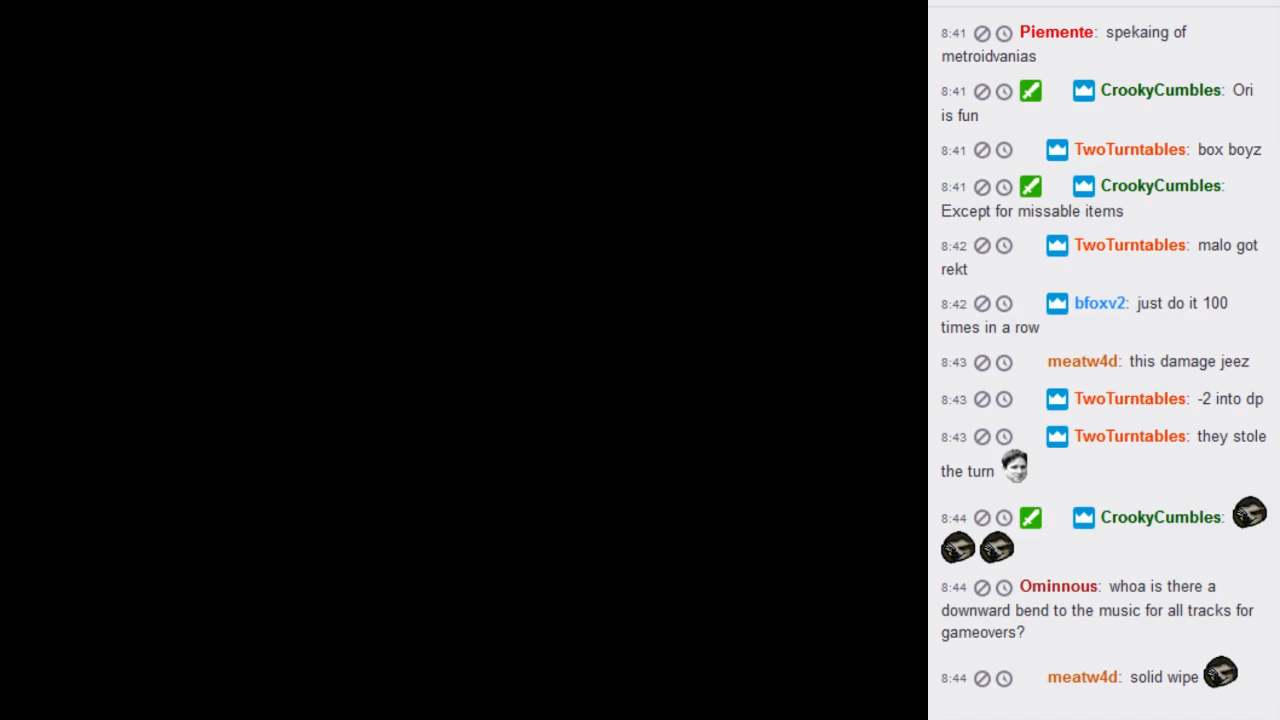 8:41 Piemente: spekaing of
metroidvanias
8:41 CrookyCumbles: Ori
is fun
8:41 TwoTurntables: box boyz
8:41 CrookyCumbles:
Except for missable items
8:42 TwoTurntables: malo got
rekt
8:42 bfoxv2: just do it 100
times in a row
8:43 meatw4d: this damage jeez
8:43 TwoTurntables: -2 into dp
8:43 TwoTurntables: they stole
the turn
8:44 CrookyCumbles:
8:44 Ominnous: whoa is there a
downward bend to the music for all tracks for
gameovers?
8:44 meatw4d: solid wipe